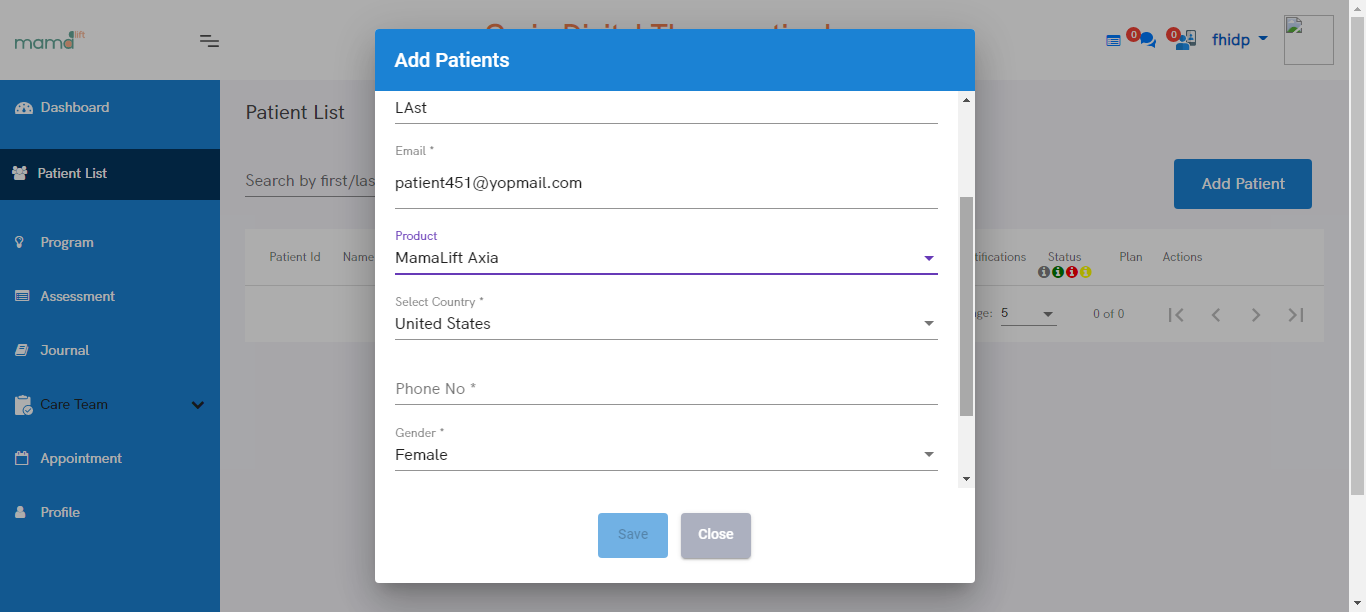 mama lift
0
0
fhidp
Add Patients
Dashboard
Patient List
Program
Assessment
Journal
Care Team
Appointment
Profile
Patient List
Search by first/las
Add Patient
Patient Id Name
Status Plan Actions
5 0 of 0
LAst
Email *
patient451@yopmail.com
Product
MamaLift Axia
Select Country *
United States
Phone No *
Gender *
Female
Save Close